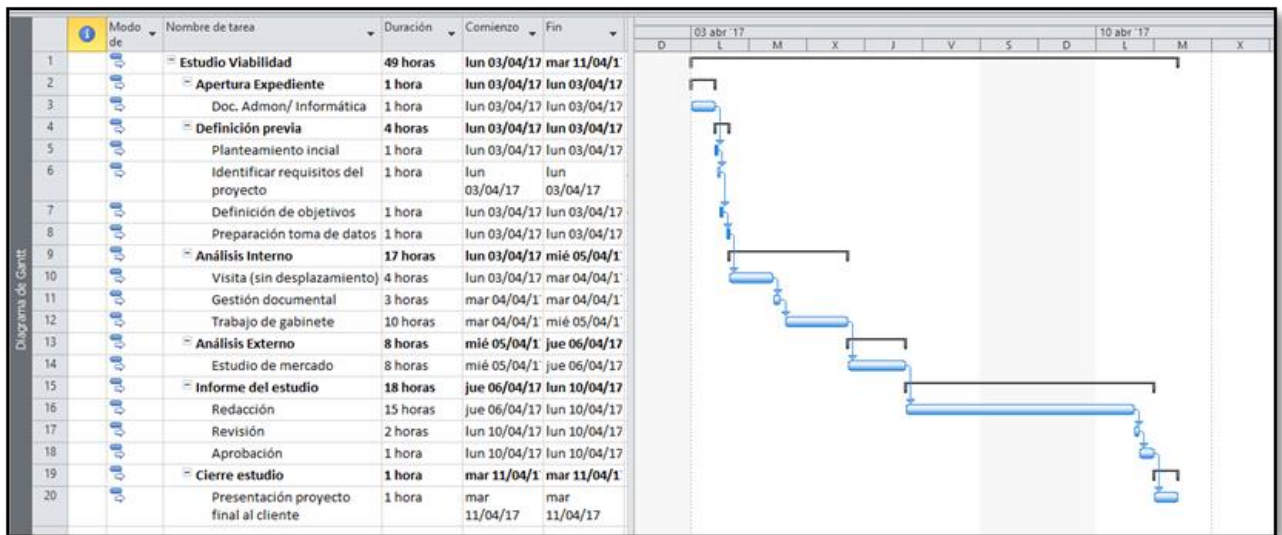 Modo de Nombre de tarea Duración Comienzo Fin
03 abr '17 10 abr '17
D L M X J V S D L M X
Diagrama de Gantt
1 Estudio Viabilidad 49 horas lun 03/04/17 mar 11/04/1
2 Apertura Expediente 1 hora lun 03/04/17 lun 03/04/17
3 Doc. Admon/ Informática 1 hora lun 03/04/17 lun 03/04/17
4 Definición previa 4 horas lun 03/04/17 lun 03/04/17
5 Planteamiento incial 1 hora lun 03/04/17 lun 03/04/17
6 Identificar requisitos del 1 hora lun lun
proyecto 03/04/17 03/04/17
7 Definición de objetivos 1 hora lun 03/04/17 lun 03/04/17
8 Preparación toma de datos 1 hora lun 03/04/17 lun 03/04/17
9 Análisis Interno 17 horas lun 03/04/17 mié 05/04/1
10 Visita (sin desplazamiento) 4 horas lun 03/04/17 mar 04/04/1
11 Gestión documental 3 horas mar 04/04/1 mar 04/04/1
12 Trabajo de gabinete 10 horas mar 04/04/1 mié 05/04/1
13 Análisis Externo 8 horas mié 05/04/1 jue 06/04/17
14 Estudio de mercado 8 horas mié 05/04/1 jue 06/04/17
15 Informe del estudio 18 horas jue 06/04/17 lun 10/04/17
16 Redacción 15 horas jue 06/04/17 lun 10/04/17
17 Revisión 2 horas lun 10/04/17 lun 10/04/17
18 Aprobación 1 hora lun 10/04/17 lun 10/04/17
19 Cierre estudio 1 hora mar 11/04/1 mar 11/04/1
20 Presentación proyecto 1 hora mar mar
final al cliente 11/04/17 11/04/17